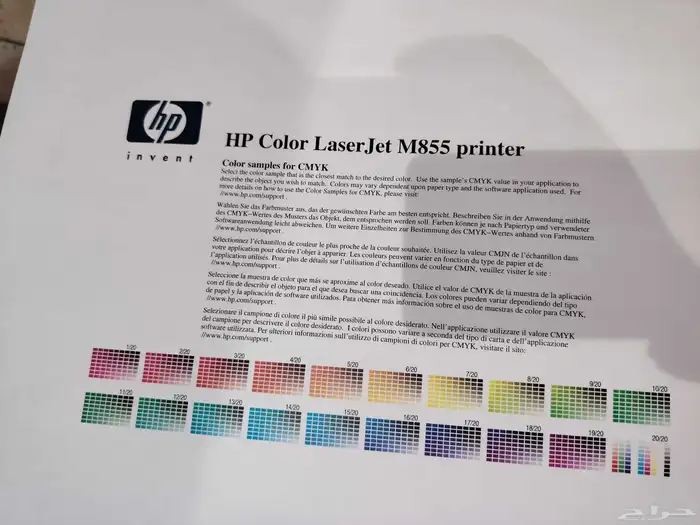 hp
invent
HP Color LaserJet M855 printer
Color samples for CMYK
Select the color sample that is the closest match to the desired color. Use the sample's CMYK value in your application to
describe the object you wish to match. Colors may vary dependent upon paper type and the software application used. For
more details on how to use the Color Samples for CMYK, please visit:
//www.hp.com/support .
Wählen Sie das Farbmuster aus, das der gewünschten Farbe am besten entspricht. Beschreiben Sie in der Anwendung mithilfe
des CMYK–Wertes des Musters das Objekt, dem entsprochen werden soll. Farben können je nach Papiertyp und verwendeter
Softwareanwendung leicht abweichen. Um weitere Einzelheiten zur Bestimmung des CMYK–Wertes anhand von Farbmustern
//www.hp.com/support .
Sélectionnez l'échantillon de couleur le plus proche de la couleur souhaitée. Utilisez la valeur CMJN de l'échantillon dans
votre application pour décrire l'objet à apparier. Les couleurs peuvent varier en fonction du type de papier et de
l'application utilisés. Pour plus de détails sur l'utilisation d'échantillons de couleur CMJN, veuillez visiter le site :
//www.hp.com/support .
Seleccione la muestra de color que más se aproxime al color deseado. Utilice el valor de CMYK de la muestra de la aplicación
con el fin de describir el objeto para el que desea buscar una coincidencia. Los colores pueden variar dependiendo del tipo
de papel y la aplicación de software utilizados. Para obtener más información sobre el uso de muestras de color para CMYK,
//www.hp.com/support .
Selezionare il campione di colore il più simile possibile al colore desiderato. Nell'applicazione utilizzare il valore CMYK
del campione per descrivere il colore desiderato. I colori possono variare a seconda del tipo di carta e dell'applicazione
software utilizzata. Per ulteriori informazioni sull'utilizzo di campioni di colori per CMYK, visitare il sito:
//www.hp.com/support .
1/20 2/20 3/20 4/20 5/20 6/20 7/20 8/20 9/20 10/20
11/20 12/20 13/20 14/20 15/20 16/20 17/20 18/20 19/20 20/20
حراج